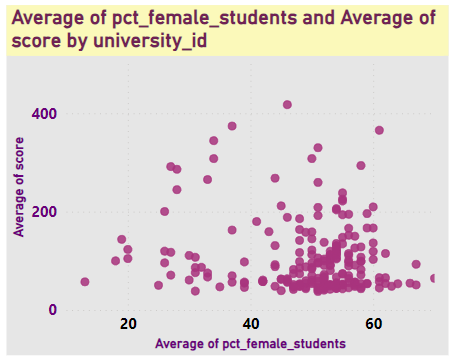 Average of pct_female_students and Average of
score by university_id
400
200
0
Average of score
20
40
60
Average of pct_female_students